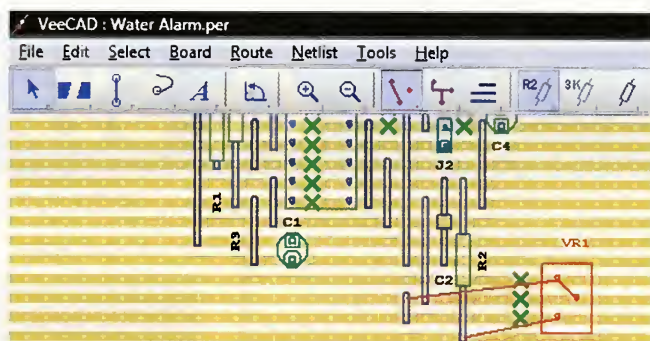 VeeCAD : Water Alarm.per
File Edit Select Board Route Netlist Tools Help
A R2 3K
C4
J2
R1
C1
R3
R2
VR1
C2